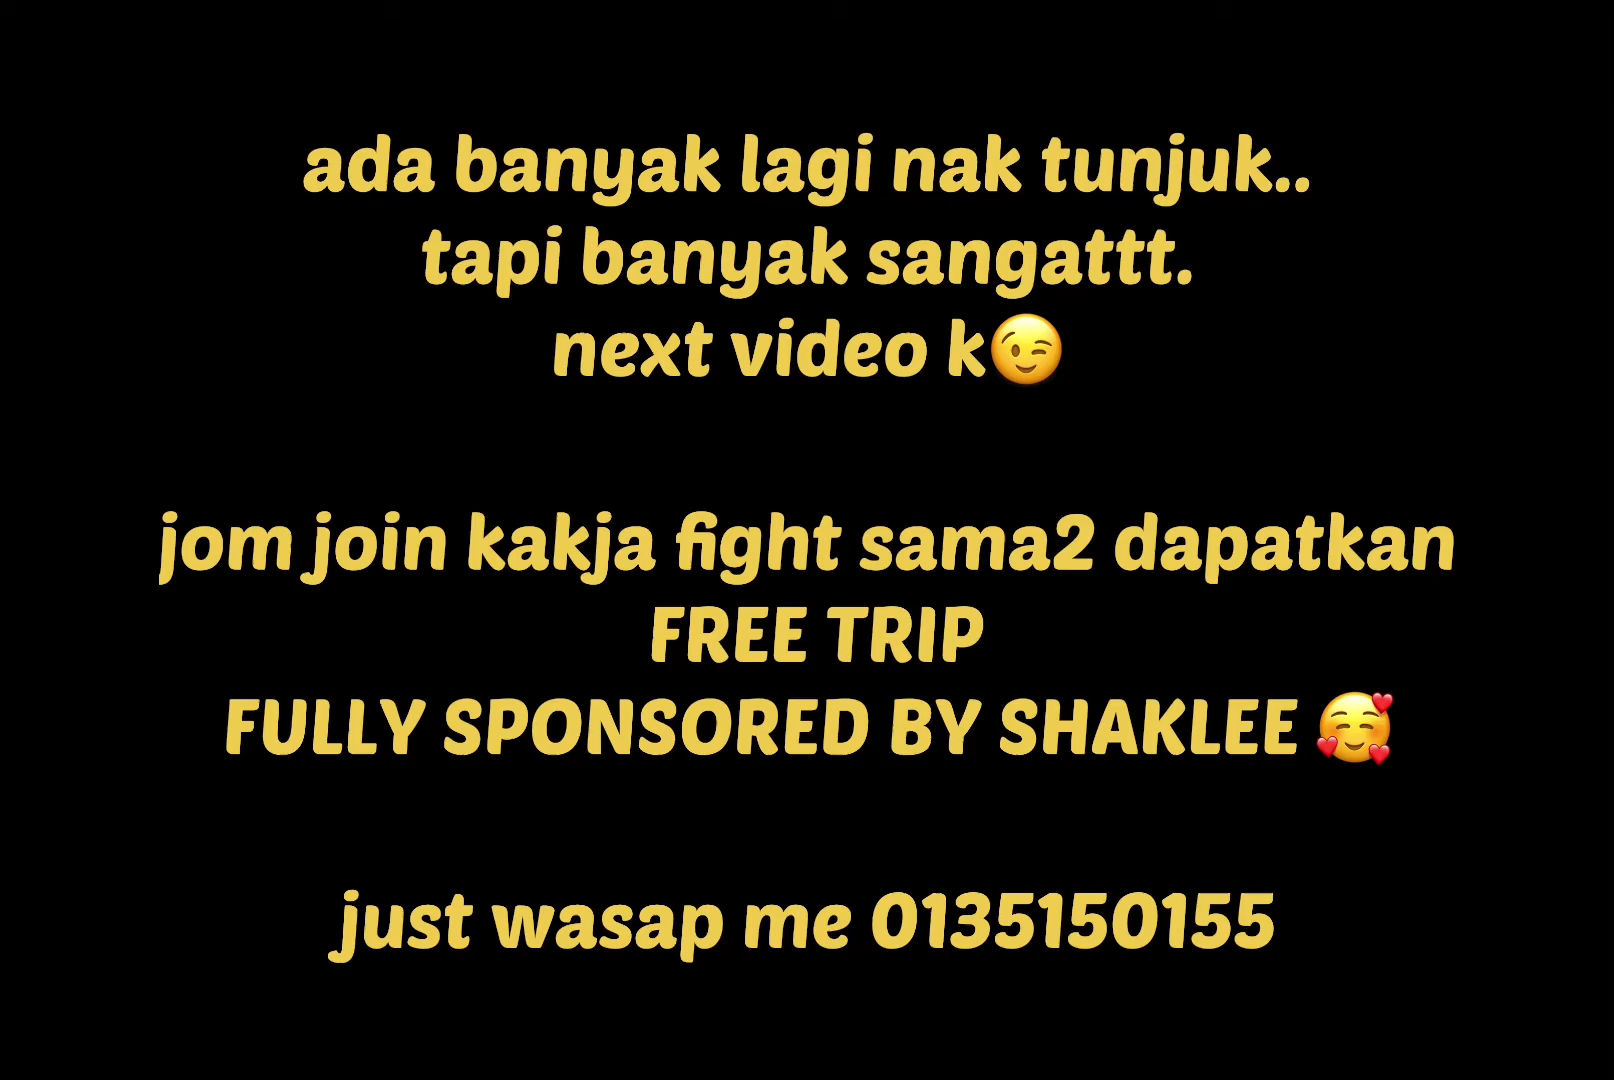 ada banyak lagi nak tunjuk..
tapi banyak sangattt.
next video k😉
jom join kakja fight sama2 dapatkan
FREE TRIP
FULLY SPONSORED BY SHAKLEE 🥰
just wasap me 0135150155